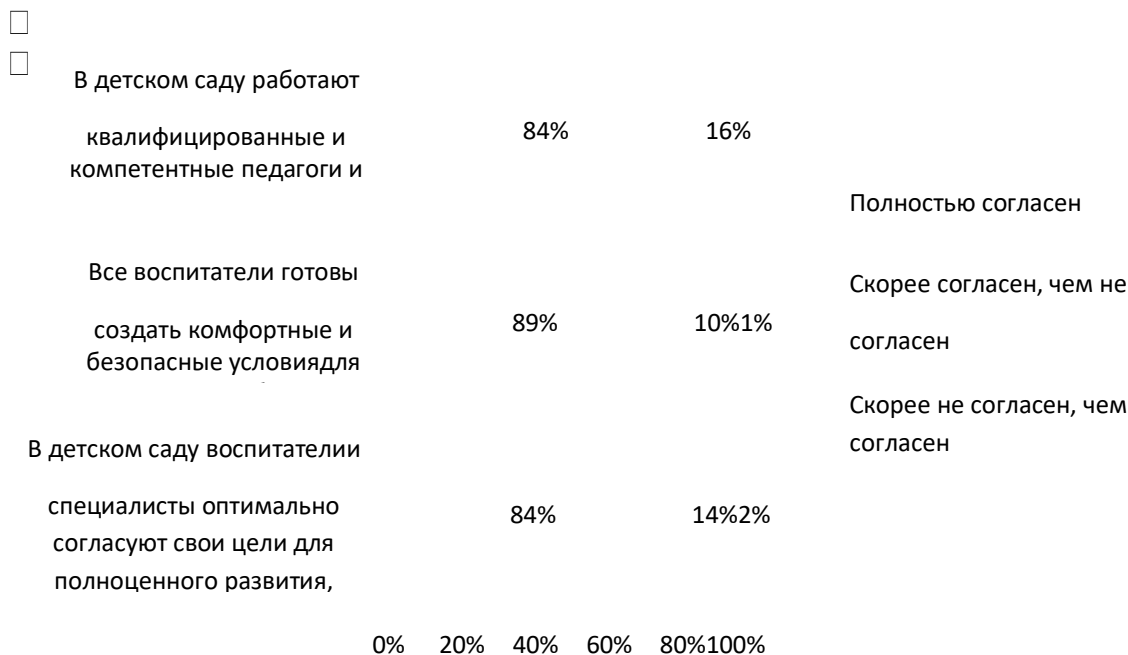 В детском саду работают
квалифицированные и
компетентные педагоги и
84% 16%
Все воспитатели готовы
создать комфортные и
безопасные условиядля
89% 10%1%
В детском саду воспитателии
специалисты оптимально
согласуют свои цели для
полноценного развития,
84% 14%2%
0% 20% 40% 60% 80%100%
Полностью согласен
Скорее согласен, чем не
согласен
Скорее не согласен, чем
согласен